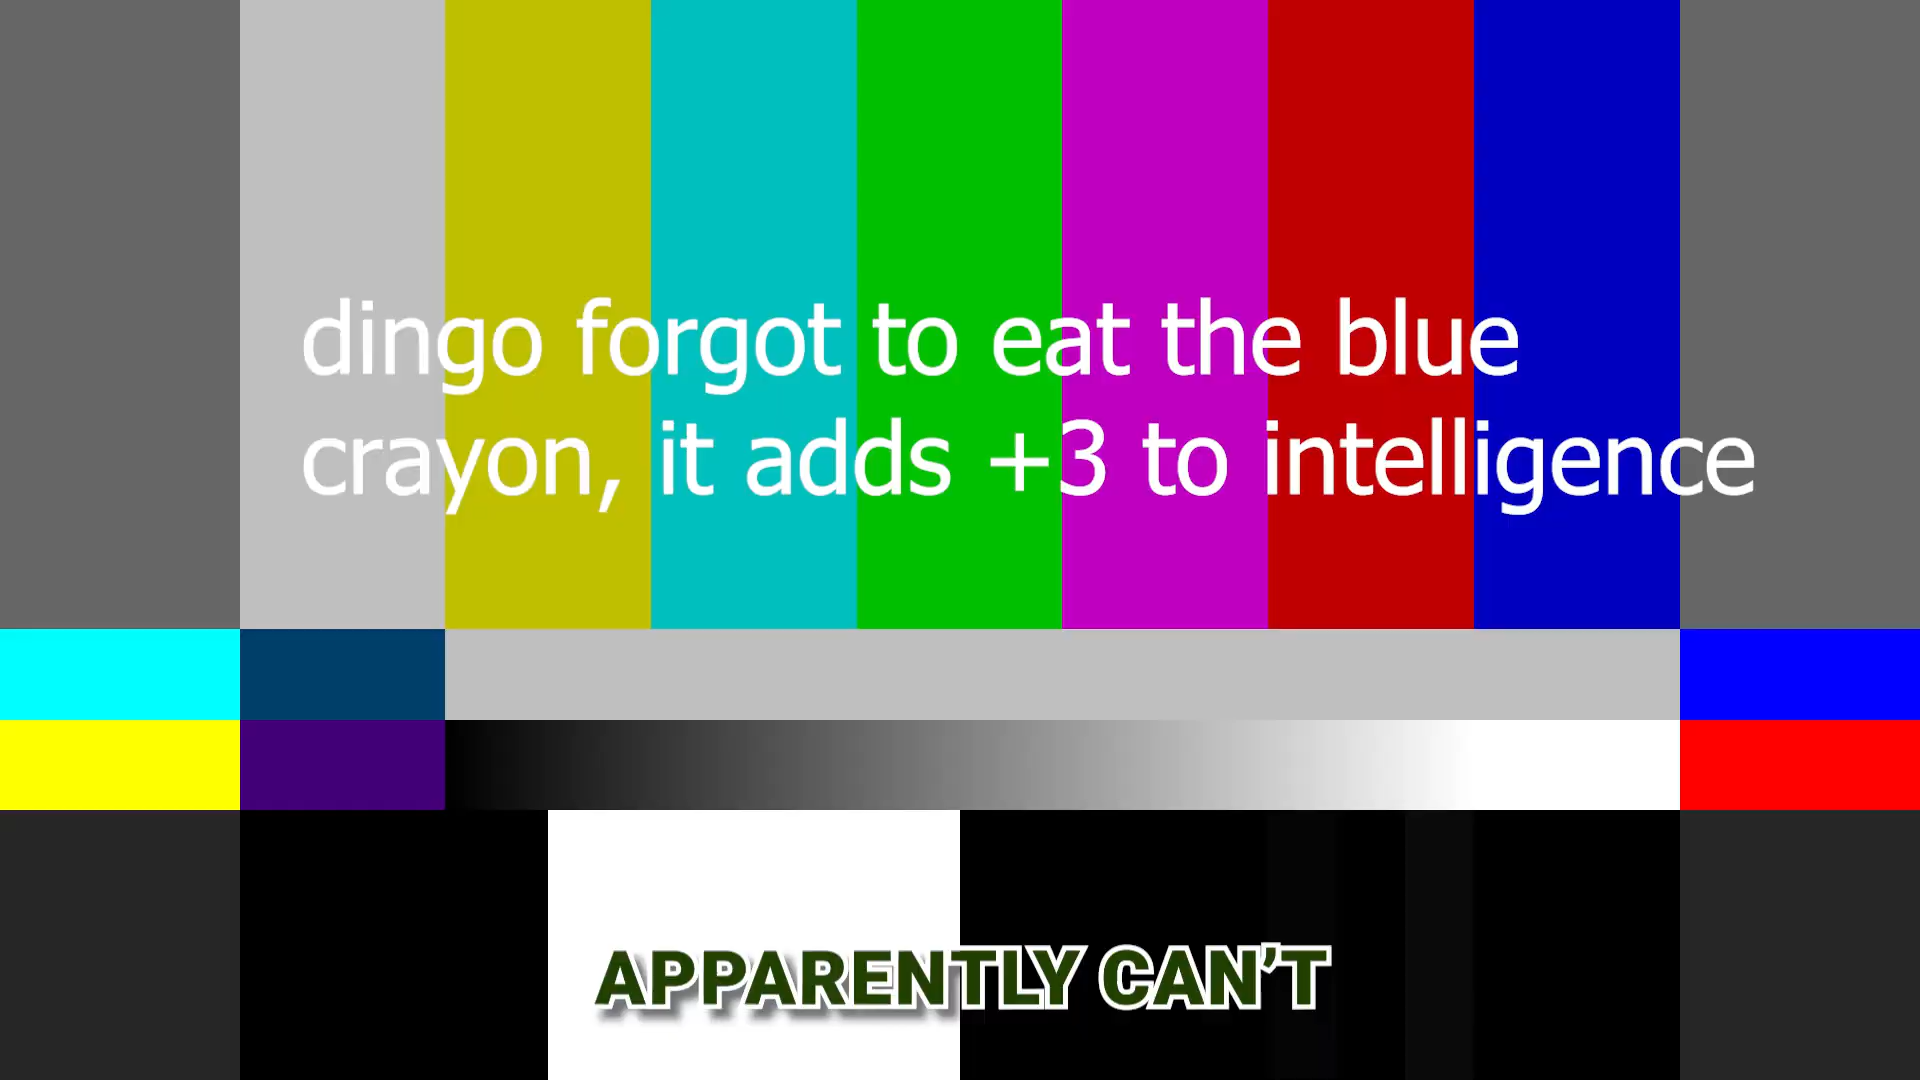 dingo forgot to eat the blue
crayon, it adds +3 to intelligence
APPARENTLY CAN'T